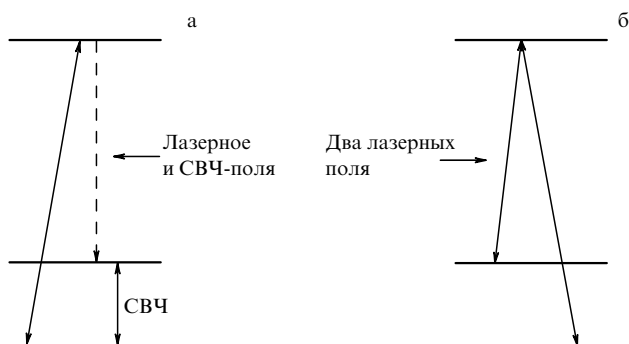 а
б
Лазерное
и СВЧ-поля
Два лазерных
поля
СВЧ